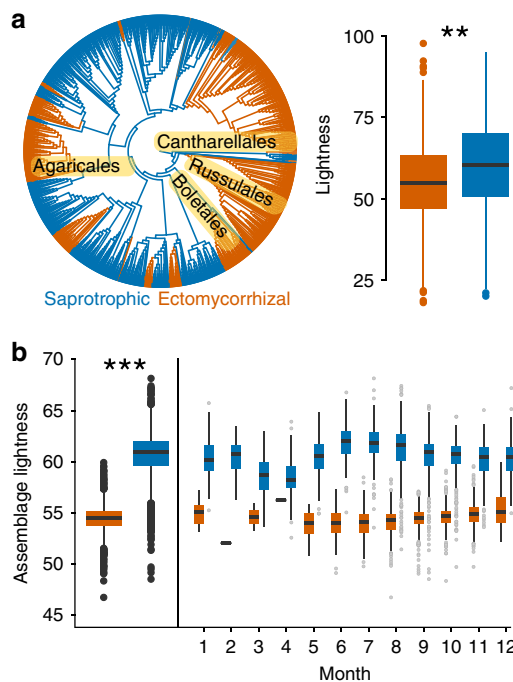 a
Cantharellales
Agaricales
Russulales
Boletales
Saprotrophic Ectomycorrhizal
Lightness
100
75
50
25
**
b
Assemblage lightness
70
65
60
55
50
45
***
1 2 3 4 5 6 7 8 9 10 11 12
Month